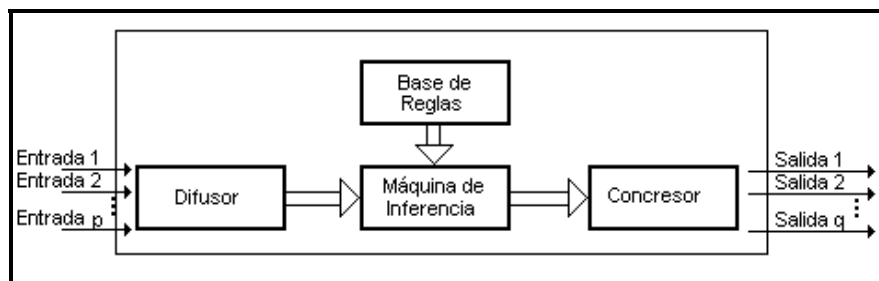 Base de
Reglas
Entrada 1
Entrada 2
Entrada p
Difusor
Máquina de
Inferencia
Concresor
Salida 1
Salida 2
Salida q